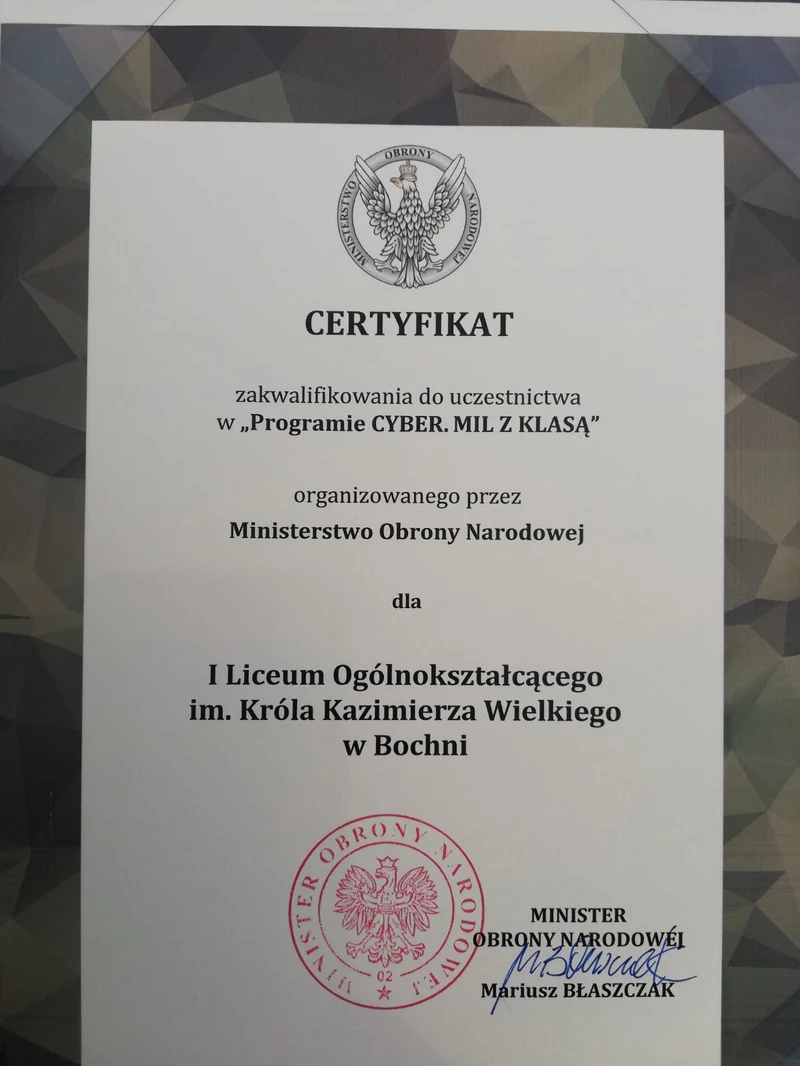 MINISTERSTWO OBRONY NARODOWEJ
CERTYFIKAT
zakwalifikowania do uczestnictwa
w „Programie CYBER. MIL Z KLASĄ”
organizowanego przez
Ministerstwo Obrony Narodowej
dla
I Liceum Ogólnokształcącego
im. Króla Kazimierza Wielkiego
w Bochni
MINISTER OBRONY NARODOWEJ
02
MINISTER
OBRONY NARODOWEJ
Mariusz BŁASZCZAK